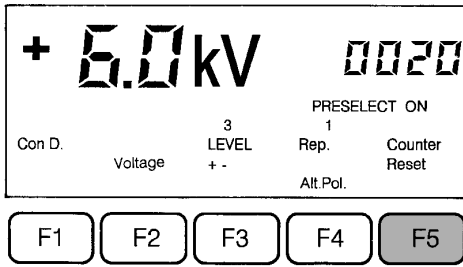 + 6.0 kV 0020
PRESELECT ON
3 1
Con D. LEVEL Rep. Counter
Voltage + - Reset
Alt.Pol.
F1 F2 F3 F4 F5